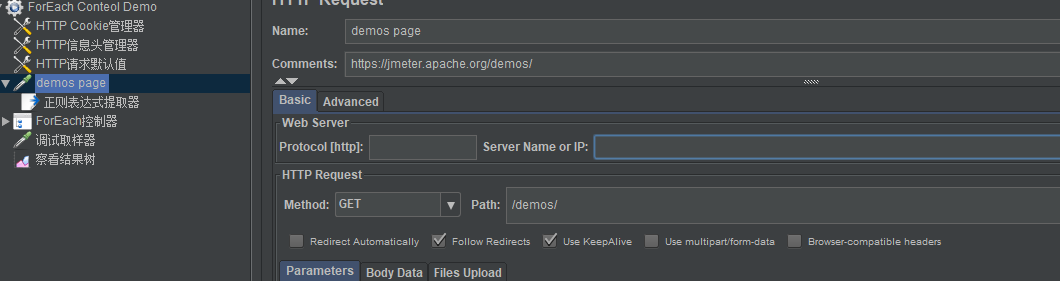 ForEach Conteol Demo
HTTP Cookie管理器
HTTP信息头管理器
HTTP请求默认值
demos page
正则表达式提取器
ForEach控制器
调试取样器
察看结果树
HTTP Request
Name: demos page
Comments: https://jmeter.apache.org/demos/
Basic Advanced
Web Server
Protocol [http]: Server Name or IP:
HTTP Request
Method: GET Path: /demos/
Redirect Automatically Follow Redirects Use KeepAlive Use multipart/form-data Browser-compatible headers
Parameters Body Data Files Upload